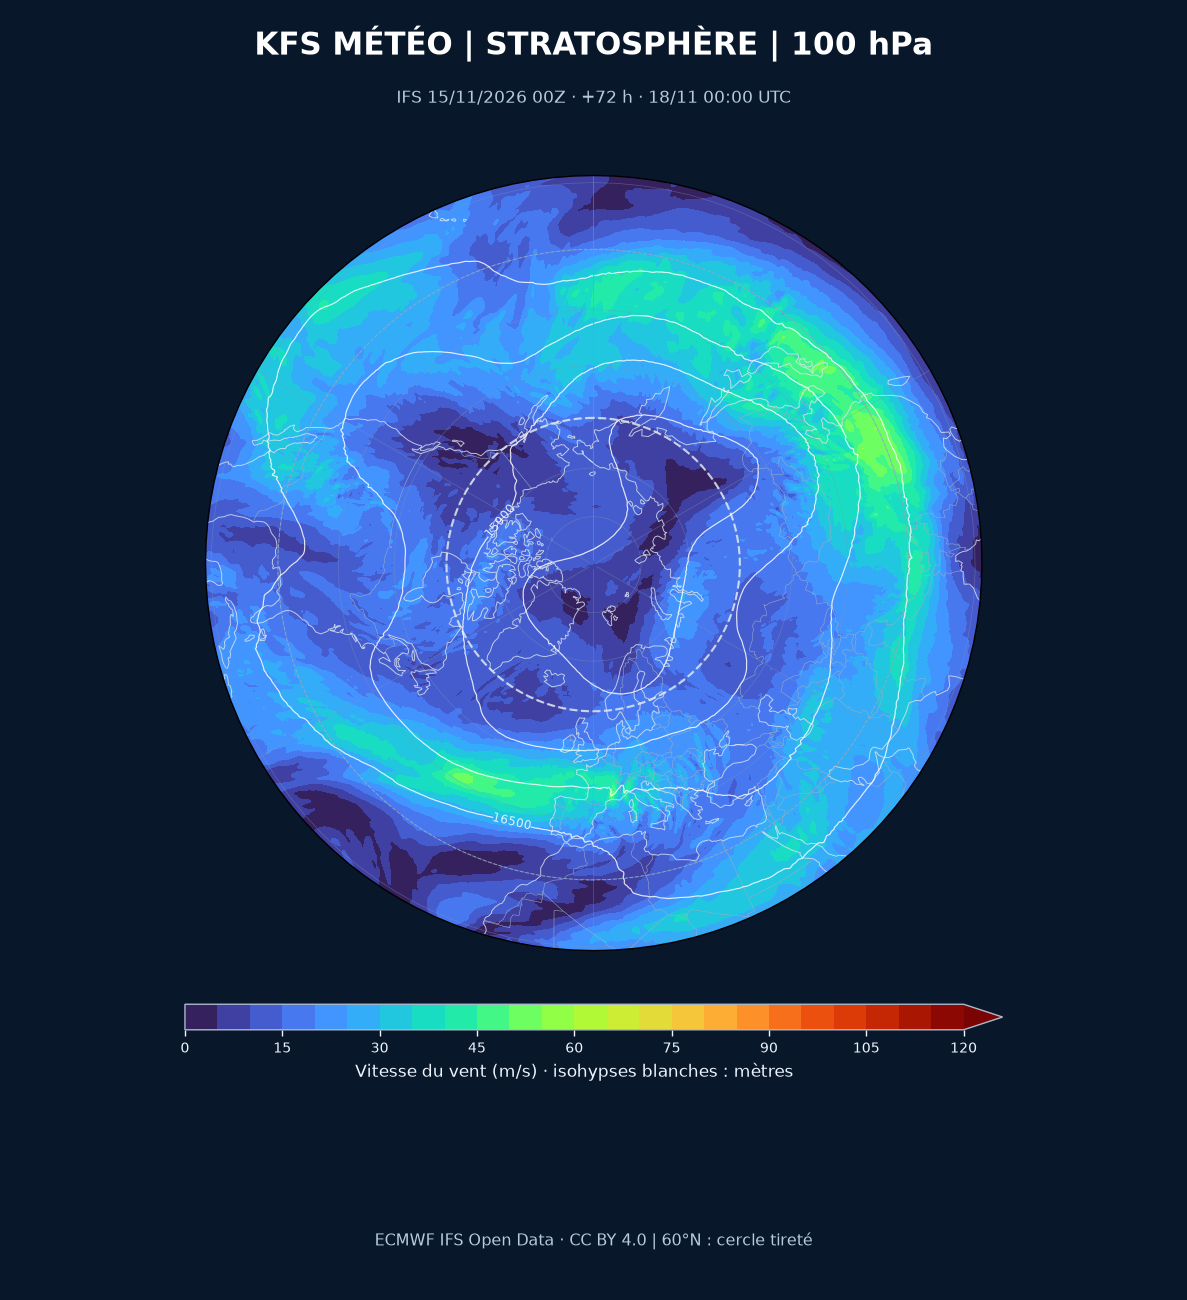 KFS MÉTÉO | STRATOSPHÈRE | 100 hPa
IFS 15/11/2026 00Z · +72 h · 18/11 00:00 UTC
15900
16500
0 15 30 45 60 75 90 105 120
Vitesse du vent (m/s) · isohypses blanches : mètres
ECMWF IFS Open Data · CC BY 4.0 | 60°N : cercle tireté